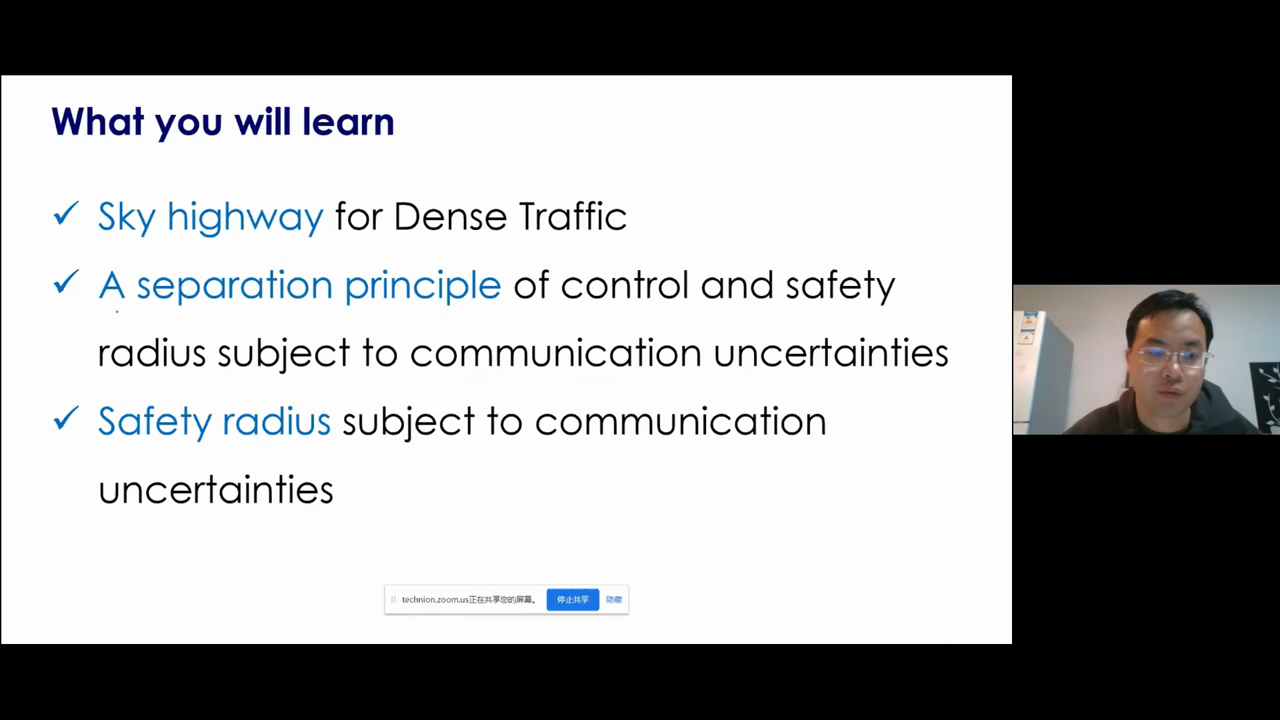 What you will learn
✓ Sky highway for Dense Traffic
✓ A separation principle of control and safety
radius subject to communication uncertainties
✓ Safety radius subject to communication
uncertainties
technion.zoom.us正在共享您的屏幕。 停止共享 隐藏